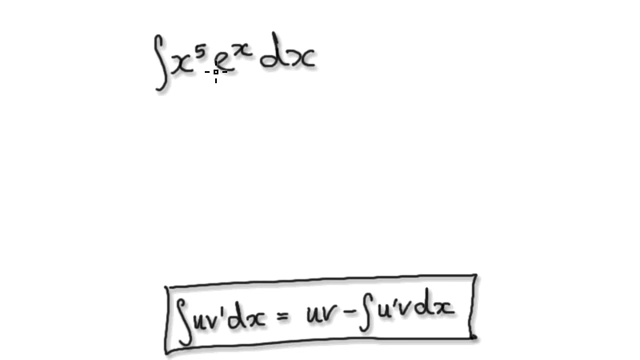 ∫x⁵eˣ dx
∫uv' dx = uv - ∫u'v dx